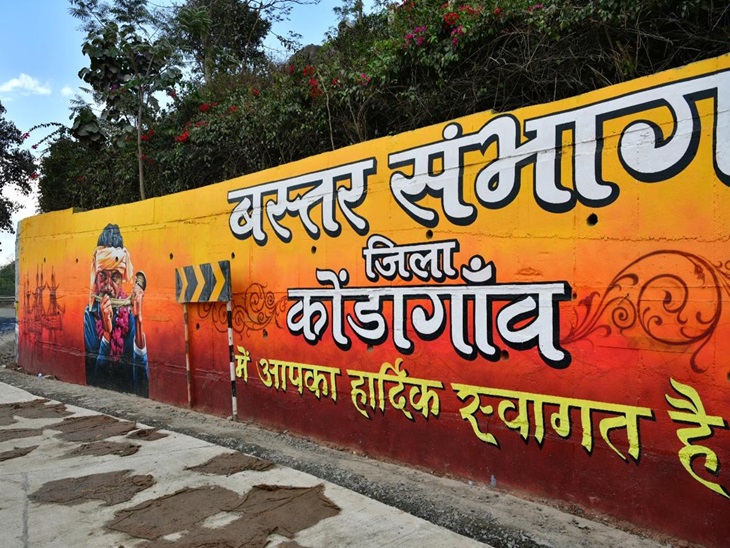 बस्तर संभाग
जिला
कोंडागाँव
में आपका हार्दिक स्वागत है